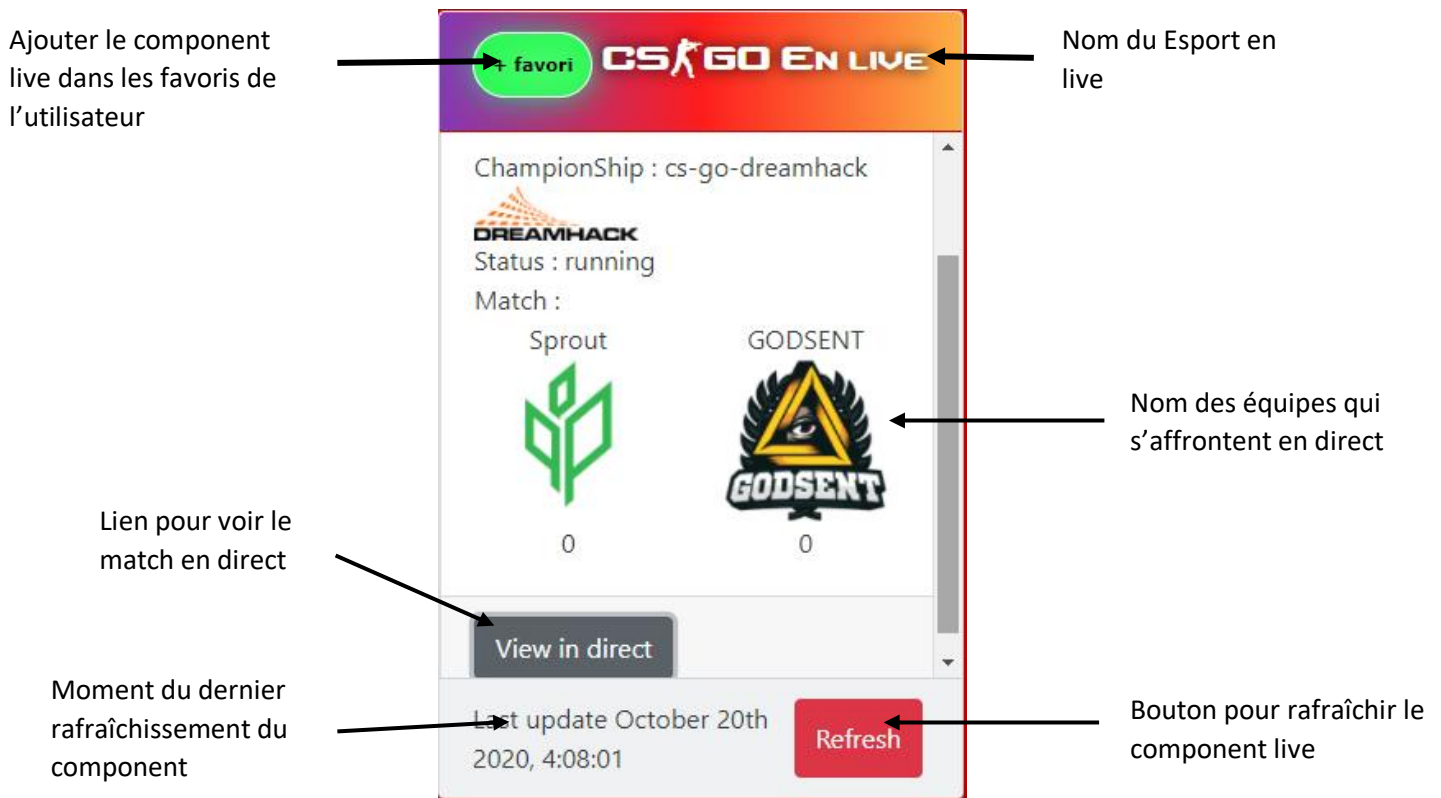 Ajouter le component
live dans les favoris de
l’utilisateur
+ favori
CS GO En live
Nom du Esport en
live
ChampionShip : cs-go-dreamhack
DREAMHACK
Status : running
Match :
Sprout GODSENT
GODSENT
0 0
Nom des équipes qui
s’affrontent en direct
Lien pour voir le
match en direct
View in direct
Moment du dernier
rafraîchissement du
component
Last update October 20th
2020, 4:08:01
Refresh
Bouton pour rafraîchir le
component live